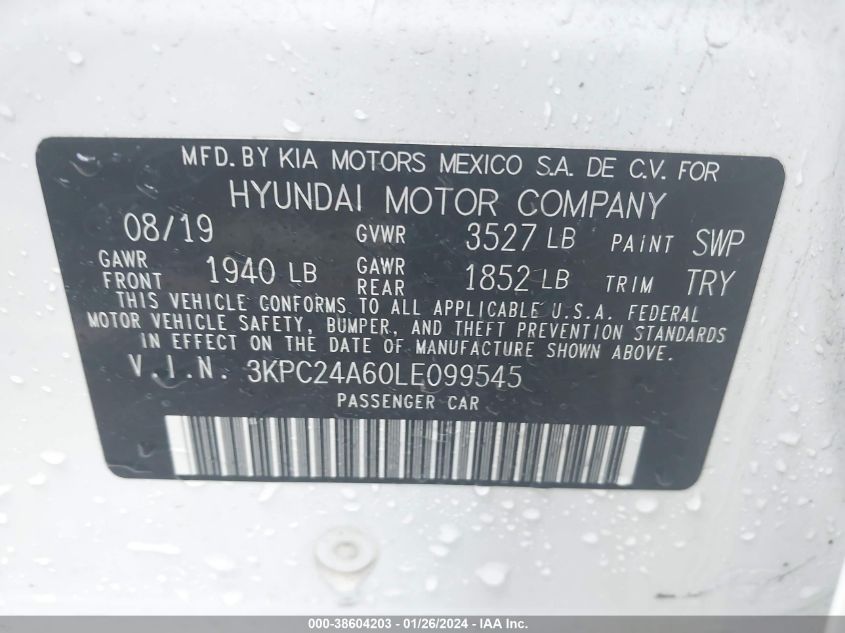 MFD. BY KIA MOTORS MEXICO S.A. DE C.V. FOR
HYUNDAI MOTOR COMPANY
08/19 GVWR 3527 LB PAINT SWP
GAWR FRONT 1940 LB GAWR REAR 1852 LB TRIM TRY
THIS VEHICLE CONFORMS TO ALL APPLICABLE U.S.A. FEDERAL
MOTOR VEHICLE SAFETY, BUMPER, AND THEFT PREVENTION STANDARDS
IN EFFECT ON THE DATE OF MANUFACTURE SHOWN ABOVE.
V.I.N. 3KPC24A60LE099545
PASSENGER CAR
000-38604203 - 01/26/2024 - IAA Inc.